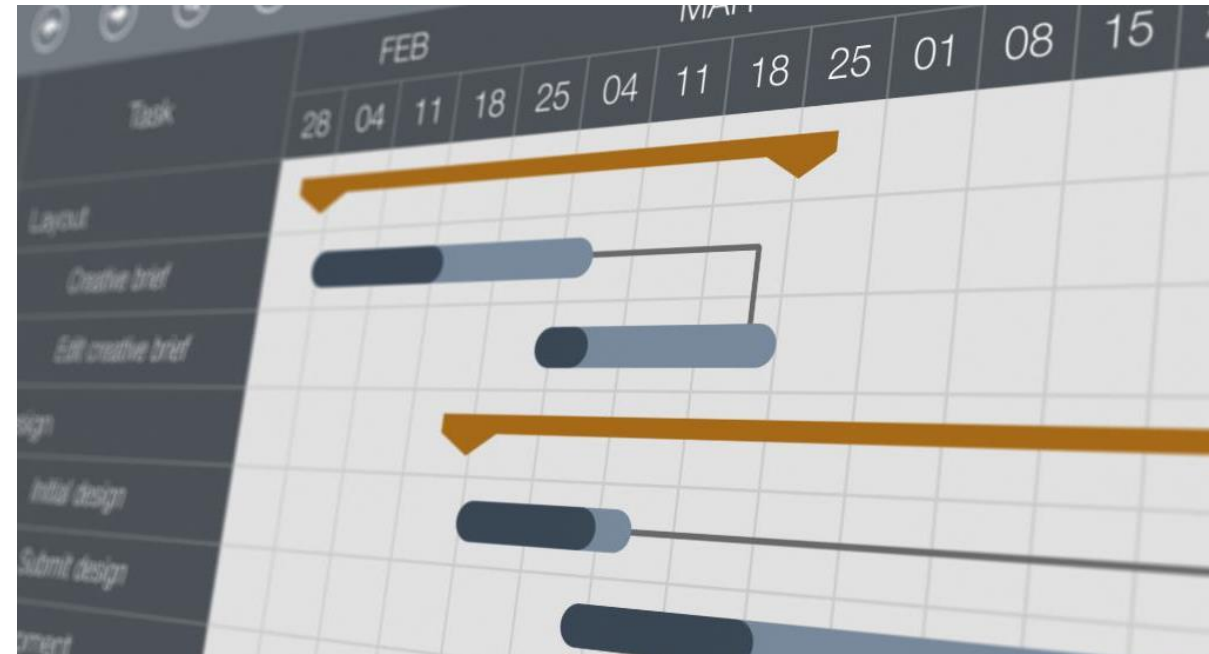 FEB
Task
28 04 11 18 25 04 11 18 25 01 08 15
Layout
Creative brief
Edit creative brief
Initial design
Submit design